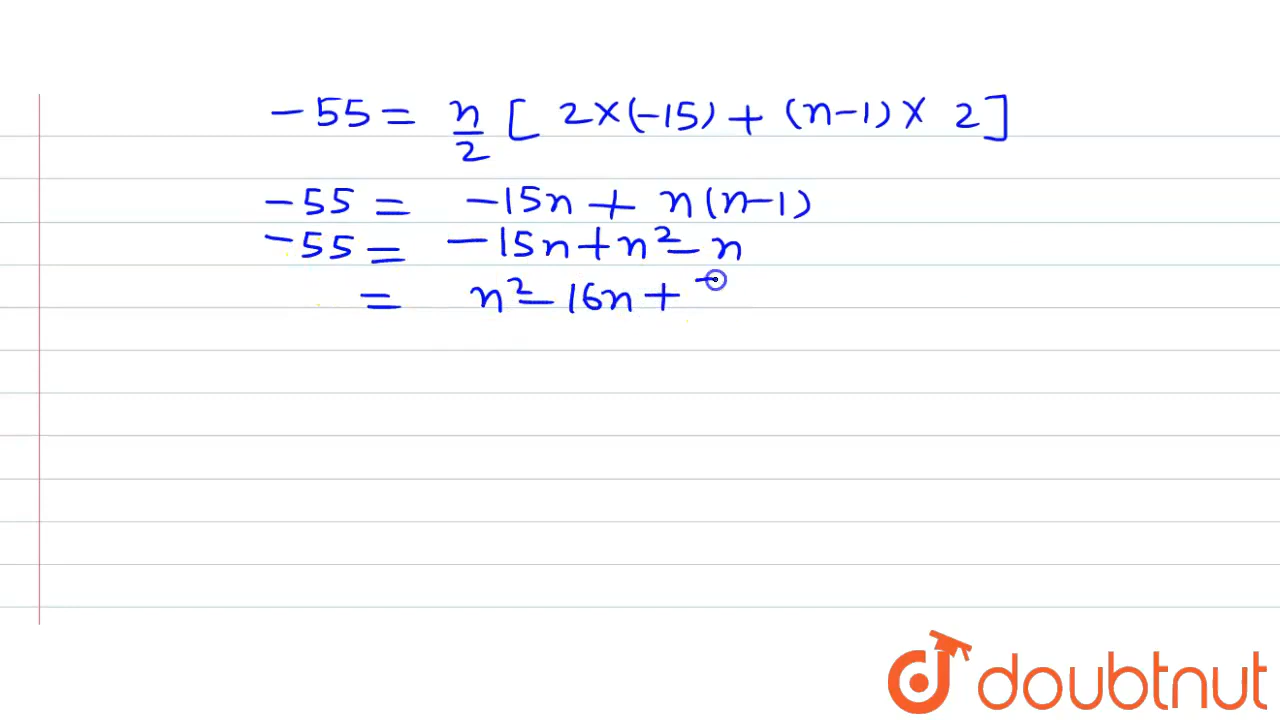 -55 = n/2 [ 2×(-15) + (n-1) × 2 ]
-55 = -15n + n(n-1)
-55 = -15n + n² - n
= n² - 16n +
doubtnut